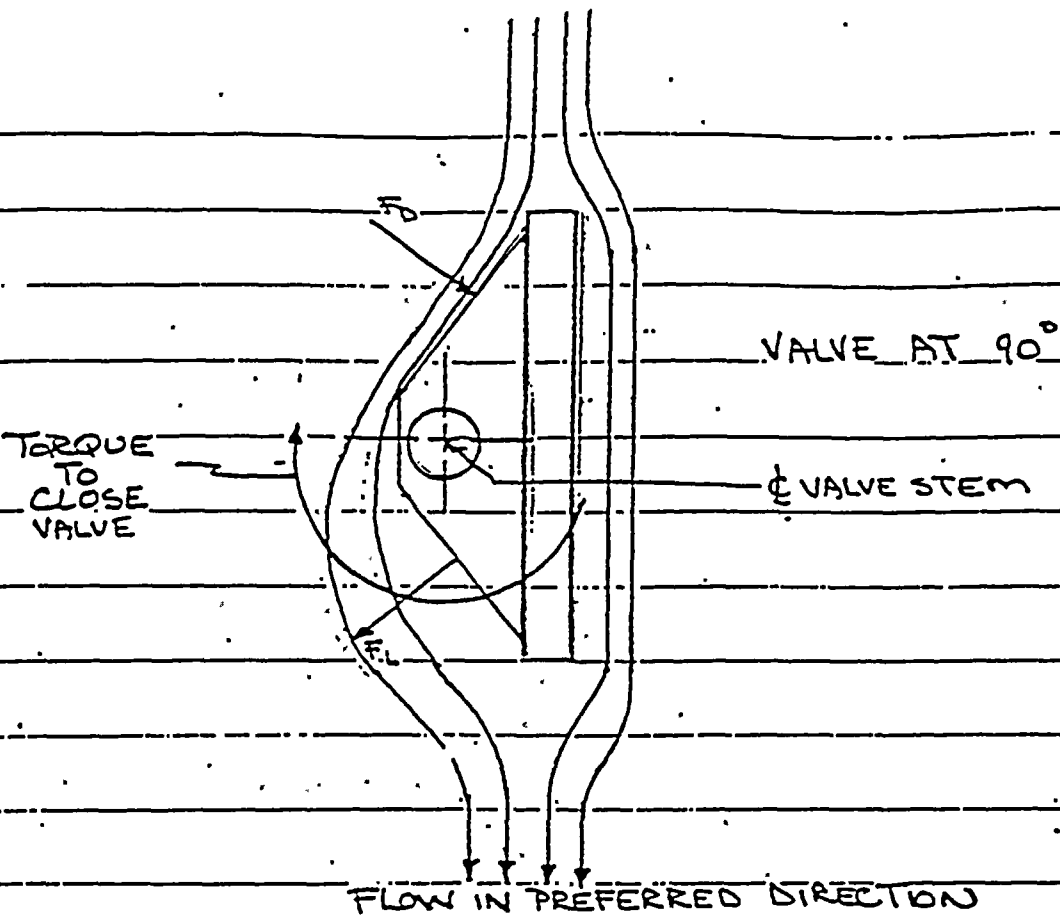 FD
VALVE AT 90°
TORQUE
TO
CLOSE
VALVE
℄ VALVE STEM
FL
FLOW IN PREFERRED DIRECTION